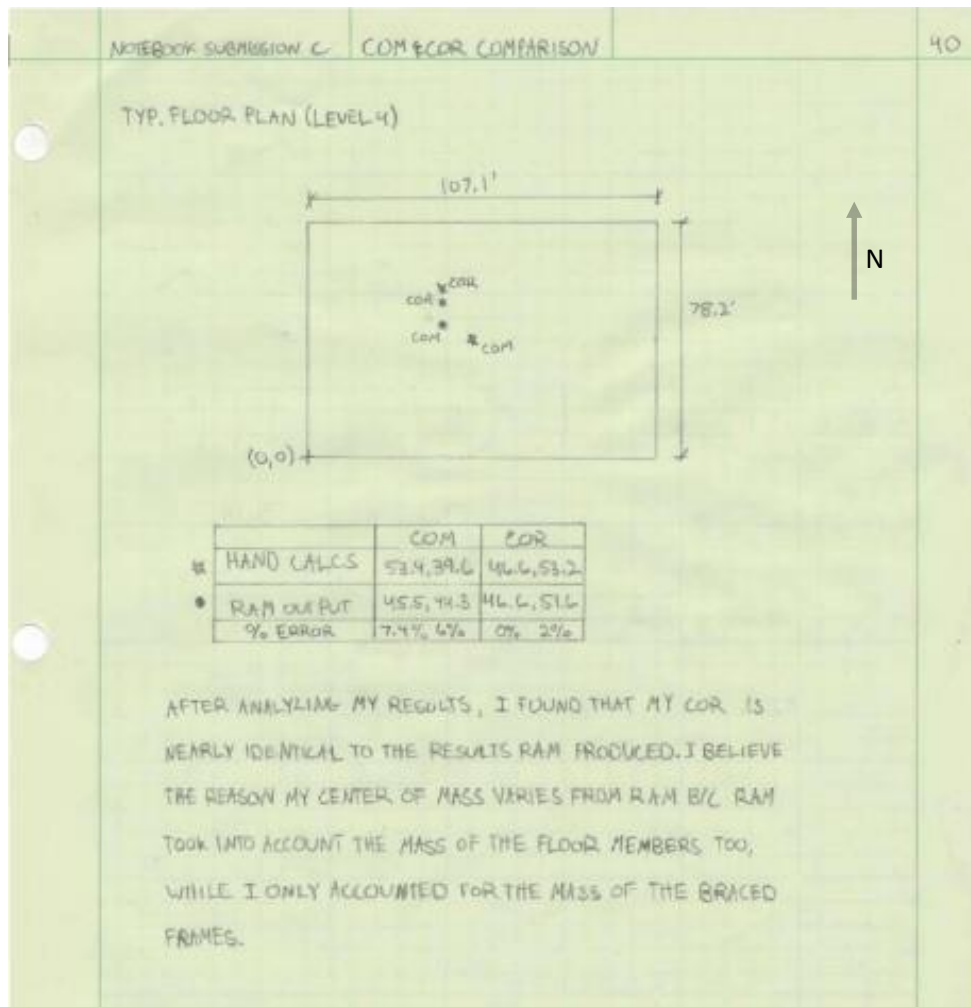 NOTEBOOK SUBMISSION C COM & COR COMPARISON 40
TYP. FLOOR PLAN (LEVEL 4)
107.1'
N
COR
COR
78.2'
COM
COM
(0,0)
COM COR
HAND CALCS 53.4, 39.6 46.6, 53.2
RAM OUTPUT 45.5, 44.3 46.6, 51.6
% ERROR 7.4% 6% 0% 2%
AFTER ANALYZING MY RESULTS, I FOUND THAT MY COR IS
NEARLY IDENTICAL TO THE RESULTS RAM PRODUCED. I BELIEVE
THE REASON MY CENTER OF MASS VARIES FROM RAM B/C RAM
TOOK INTO ACCOUNT THE MASS OF THE FLOOR MEMBERS TOO,
WHILE I ONLY ACCOUNTED FOR THE MASS OF THE BRACED
FRAMES.